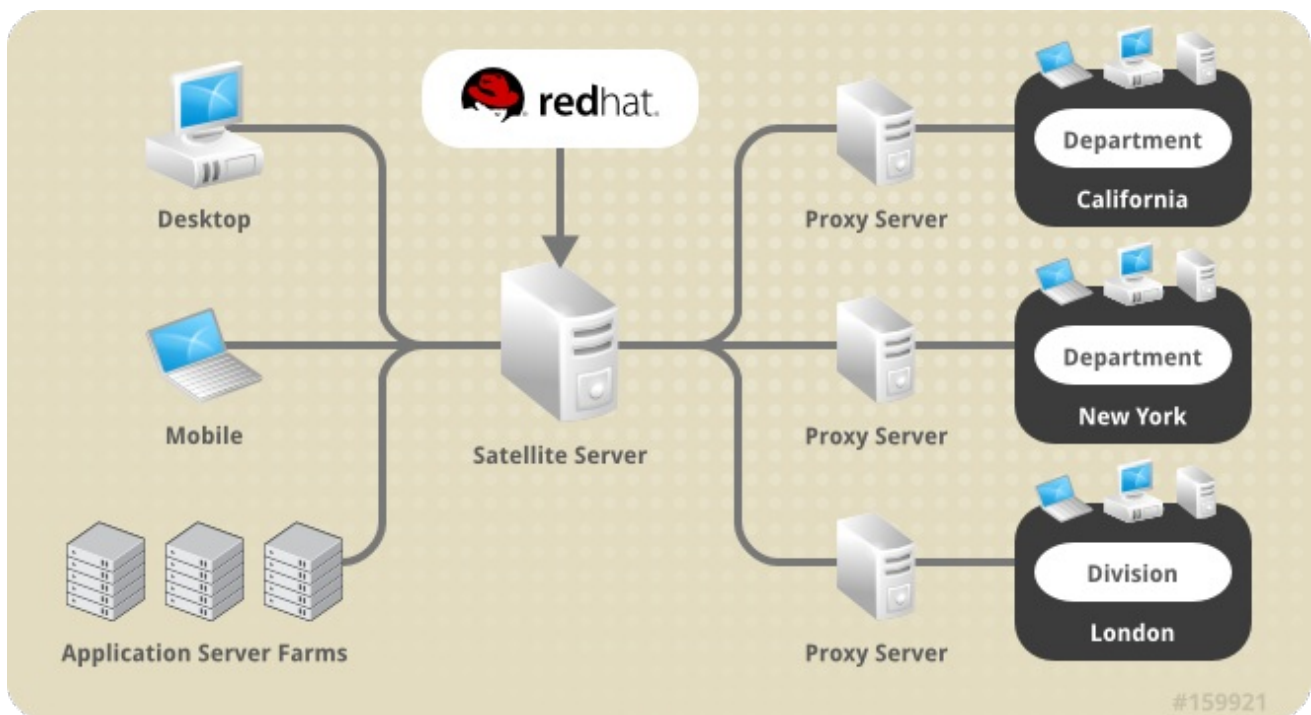 redhat.
Desktop
Proxy Server
Department
California
Mobile
Satellite Server
Proxy Server
Department
New York
Application Server Farms
Proxy Server
Division
London
#159921